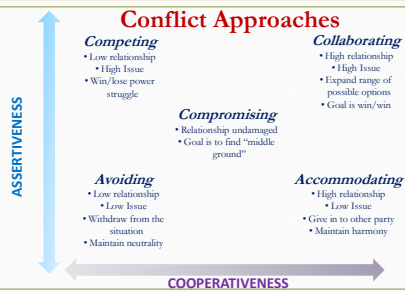 Conflict Approaches
Competing
• Low relationship
• High Issue
• Win/lose power
struggle
Collaborating
• High relationship
• High Issue
• Expand range of
possible options
• Goal is win/win
Compromising
• Relationship undamaged
• Goal is to find “middle
ground”
Avoiding
• Low relationship
• Low Issue
• Withdraw from the
situation
• Maintain neutrality
Accommodating
• High relationship
• Low Issue
• Give in to other party
• Maintain harmony
ASSERTIVENESS
COOPERATIVENESS